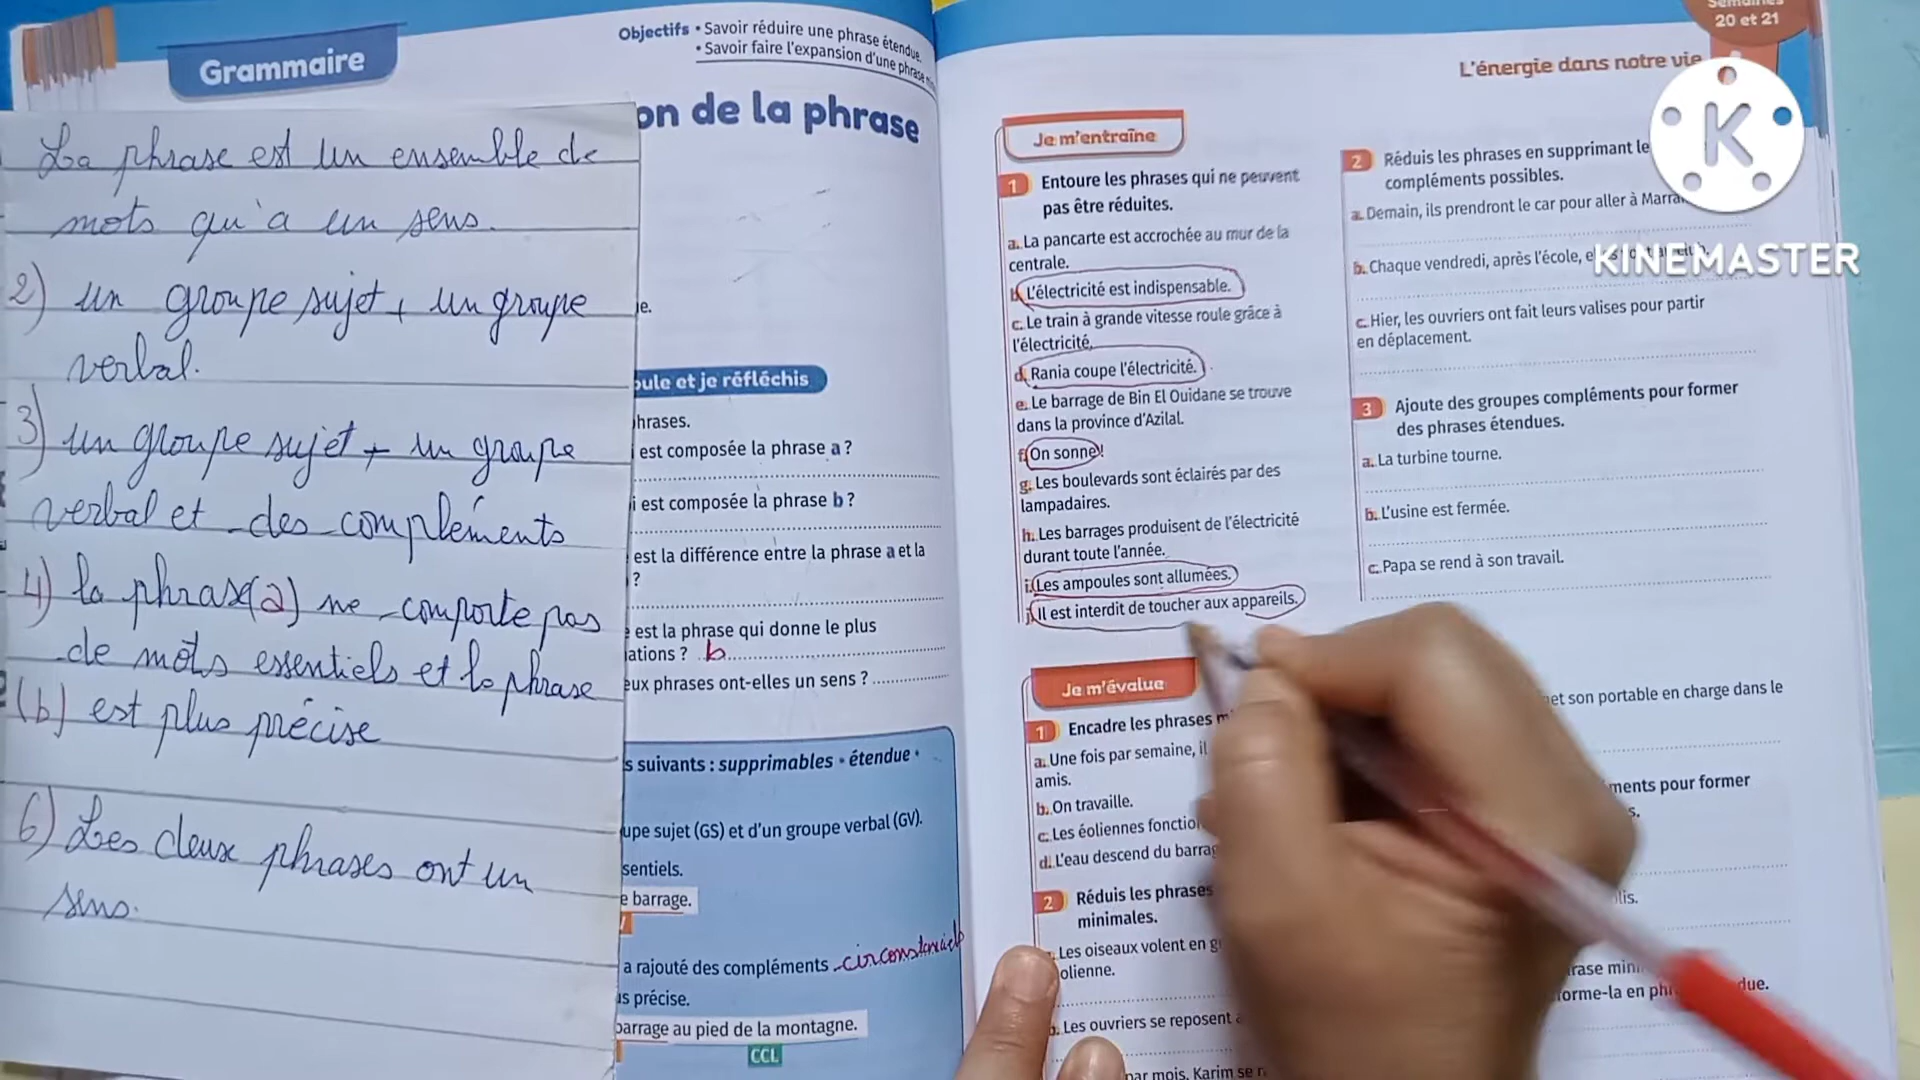 Grammaire
Objectifs • Savoir réduire une phrase étendue.
• Savoir faire l'expansion d'une phrase
on de la phrase
La phrase est un ensemble de
mots qu'a un sens.
2) un groupe sujet + un groupe
verbal.
3) un groupe sujet + un groupe
verbal et des compléments
4) la phrase(a) ne comporte pas
de mots essentiels et la phrase
(b) est plus précise
6) Les deux phrases ont un
sens.
je.
oule et je réfléchis
hrases.
est composée la phrase a ?
i est composée la phrase b ?
est la différence entre la phrase a et la
?
e est la phrase qui donne le plus
ations ? b
eux phrases ont-elles un sens ?
s suivants : supprimables • étendue •
upe sujet (GS) et d'un groupe verbal (GV).
sentiels.
e barrage.
a rajouté des compléments circonstanciels
us précise.
barrage au pied de la montagne.
CCL
Semaines
20 et 21
L'énergie dans notre vie
Je m'entraîne
1 Entoure les phrases qui ne peuvent
pas être réduites.
a. La pancarte est accrochée au mur de la
centrale.
b. L'électricité est indispensable.
c. Le train à grande vitesse roule grâce à
l'électricité.
d. Rania coupe l'électricité.
e. Le barrage de Bin El Ouidane se trouve
dans la province d'Azilal.
f. On sonne!
g. Les boulevards sont éclairés par des
lampadaires.
h. Les barrages produisent de l'électricité
durant toute l'année.
i. Les ampoules sont allumées.
j. Il est interdit de toucher aux appareils.
2 Réduis les phrases en supprimant le
compléments possibles.
a. Demain, ils prendront le car pour aller à Marra
b. Chaque vendredi, après l'école,
c. Hier, les ouvriers ont fait leurs valises pour partir
en déplacement.
3 Ajoute des groupes compléments pour former
des phrases étendues.
a. La turbine tourne.
b. L'usine est fermée.
c. Papa se rend à son travail.
Je m'évalue
1 Encadre les phrases m
a. Une fois par semaine, il
amis.
b. On travaille.
c. Les éoliennes fonctio
d. L'eau descend du barrag
2 Réduis les phrases
minimales.
Les oiseaux volent en g
olienne.
Les ouvriers se reposent
par mois, Karim se r
et son portable en charge dans le
ments pour former
s.
lis.
rase mini
orme-la en phr due.
K
KINEMASTER